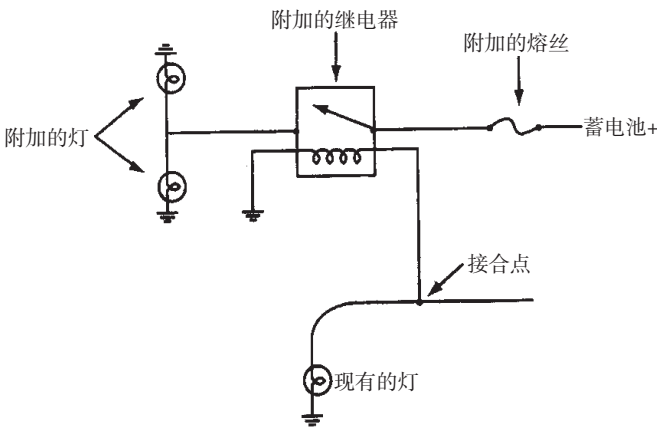 附加的继电器
附加的熔丝
附加的灯
蓄电池+
接合点
现有的灯